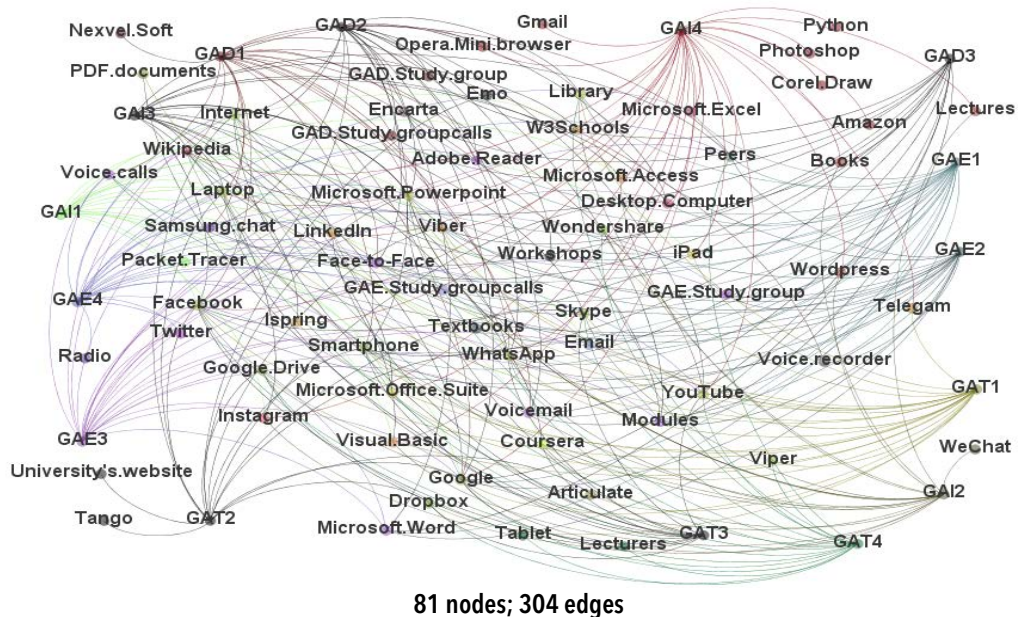 Nexvel.Soft
GAD2
Gmail
GAI4
Python
GAD1
Opera.Mini.browser
Photoshop
GAD3
PDF.documents
GAD.Study.group
Corel.Draw
Emo
Library
GAI3
Internet
Encarta
Microsoft.Excel
Lectures
GAD.Study.groupcalls
W3Schools
Amazon
Wikipedia
Adobe.Reader
Peers
Books
GAE1
Voice.calls
Laptop
Microsoft.Powerpoint
Microsoft.Access
Desktop.Computer
GAI1
Samsung.chat
LinkedIn
Viber
Wondershare
Packet.Tracer
Face-to-Face
Workshops
iPad
GAE2
Wordpress
GAE4
Facebook
GAE.Study.groupcalls
GAE.Study.group
Telegam
Twitter
Ispring
Textbooks
Skype
Radio
Smartphone
WhatsApp
Email
Voice.recorder
Google.Drive
Microsoft.Office.Suite
YouTube
GAT1
Instagram
Voicemail
Modules
GAE3
Visual.Basic
Coursera
WeChat
University's.website
Google
Viper
Dropbox
Articulate
GAI2
Tango
GAT2
Microsoft.Word
Tablet
Lecturers
GAT3
GAT4
81 nodes; 304 edges